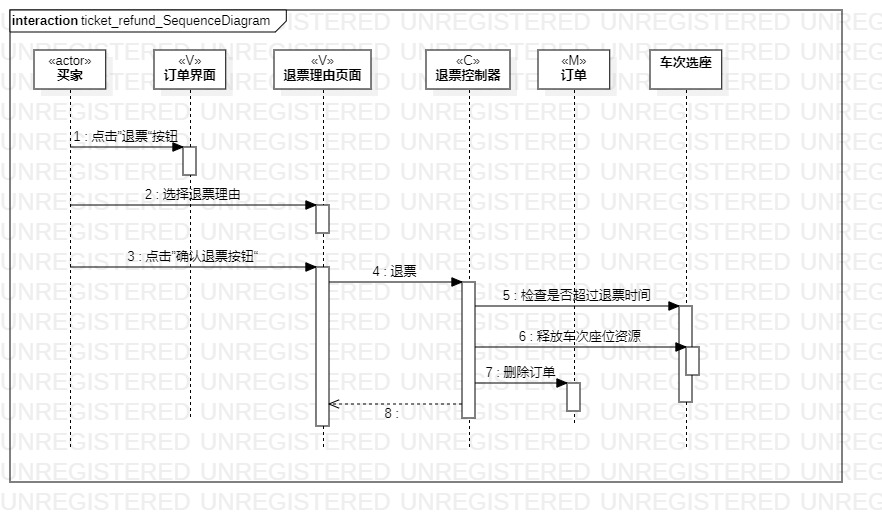 interaction ticket_refund_SequenceDiagram
«actor»
买家
«V»
订单界面
«V»
退票理由页面
«C»
退票控制器
«M»
订单
车次选座
1 : 点击”退票“按钮
2 : 选择退票理由
3 : 点击”确认退票按钮“
4 : 退票
5 : 检查是否超过退票时间
6 : 释放车次座位资源
7 : 删除订单
8 :
UNREGISTERED UNREGISTERED UNREGISTERED UNREGISTERED UNREGISTERED